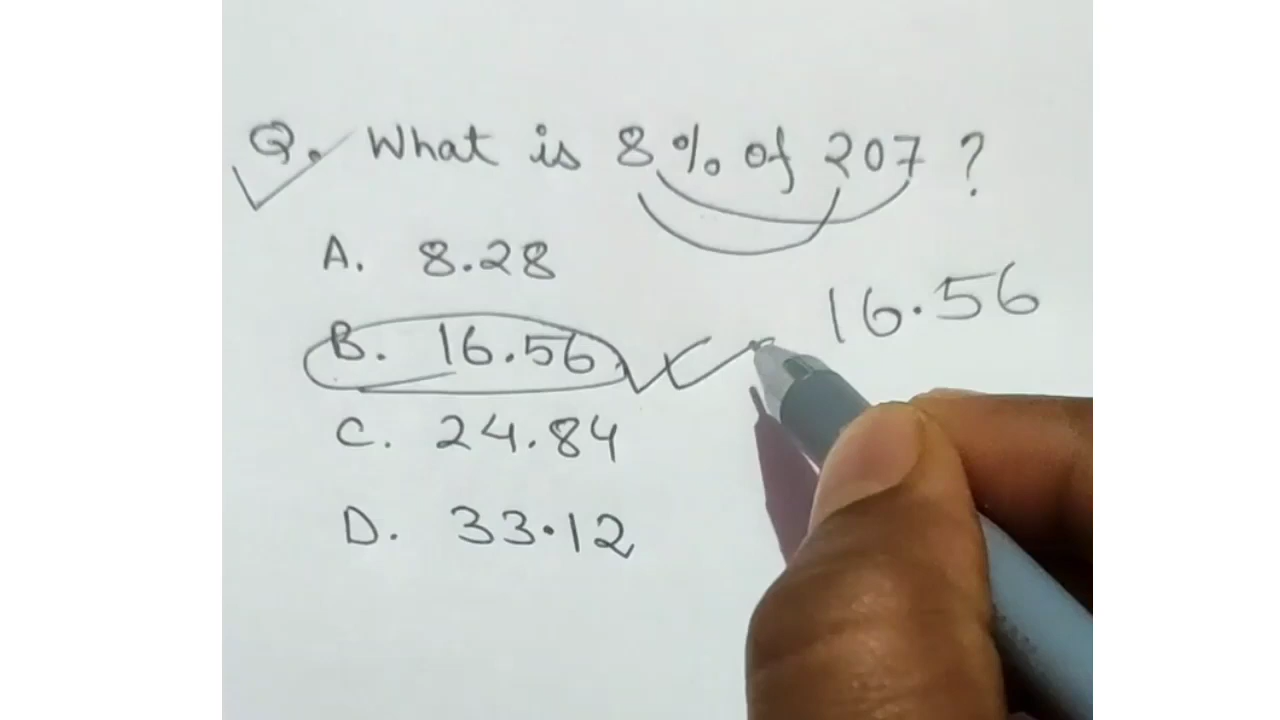 Q. What is 8% of 207?
A. 8.28
B. 16.56
16.56
C. 24.84
D. 33.12